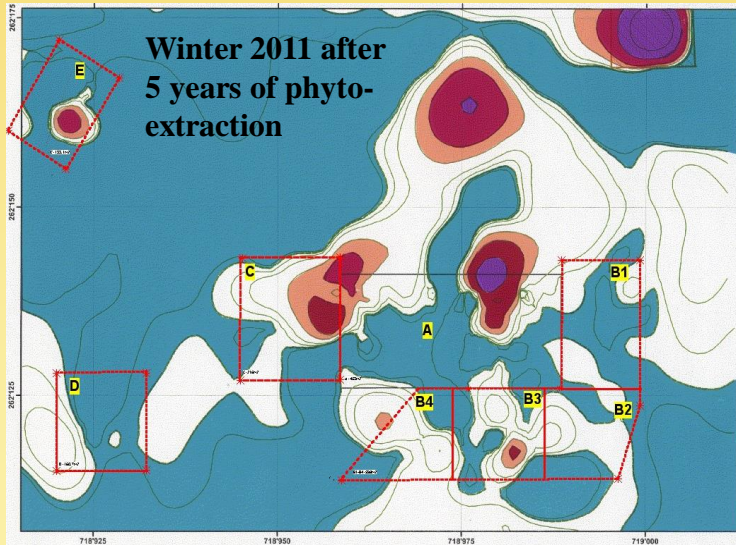 262'175
Winter 2011 after
5 years of phyto-
extraction
E
262'150
C
B1
A
D
262'125
B4
B3
B2
718'925
718'950
718'975
719'000